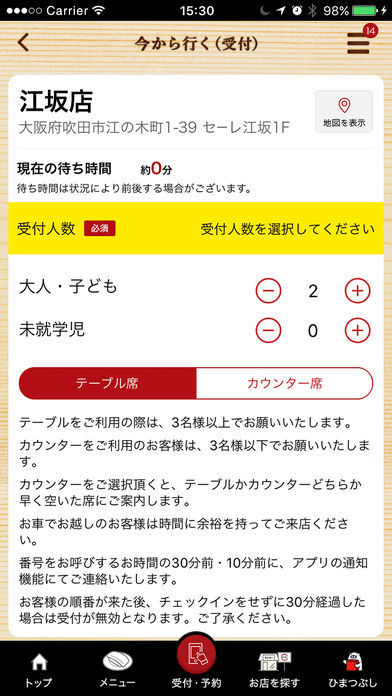 Carrier 15:30 98%
今から行く(受付)
14
江坂店
大阪府吹田市江の木町1-39 セーレ江坂1F
地図を表示
現在の待ち時間 約0分
待ち時間は状況により前後する場合がございます。
受付人数 必須 受付人数を選択してください
大人・子ども 2
未就学児 0
テーブル席 カウンター席
テーブルをご利用の際は、3名様以上でお願いいたします。
カウンターをご利用のお客様は、3名様以下でお願いいたしま
す。
カウンターをご選択頂くと、テーブルかカウンターどちらか
早く空いた席にご案内します。
お車でお越しのお客様は時間に余裕を持ってご来店くださ
い。
番号をお呼びするお時間の30分前・10分前に、アプリの通知
機能にてご連絡いたします。
お客様の順番が来た後、チェックインをせずに30分経過した
場合は受付が無効となります。ご了承ください。
トップ メニュー 受付・予約 お店を探す ひまつぶし